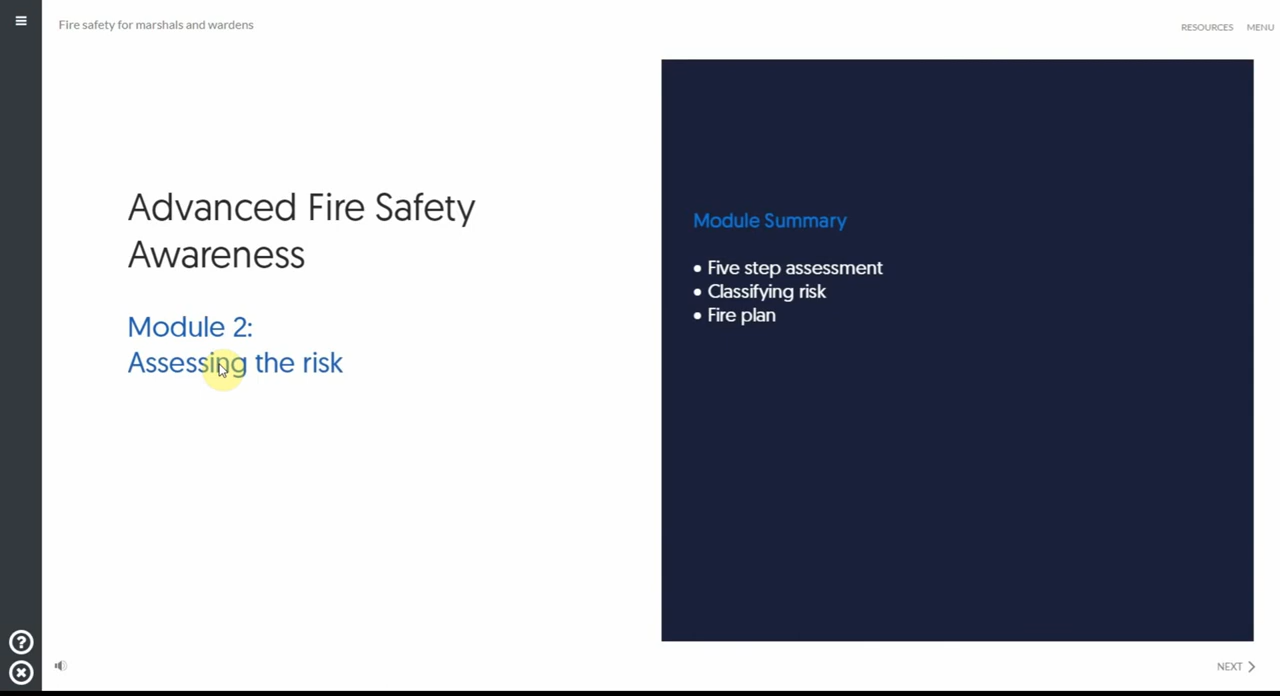 Fire safety for marshals and wardens
RESOURCES MENU
Advanced Fire Safety
Awareness
Module 2:
Assessing the risk
Module Summary
• Five step assessment
• Classifying risk
• Fire plan
NEXT